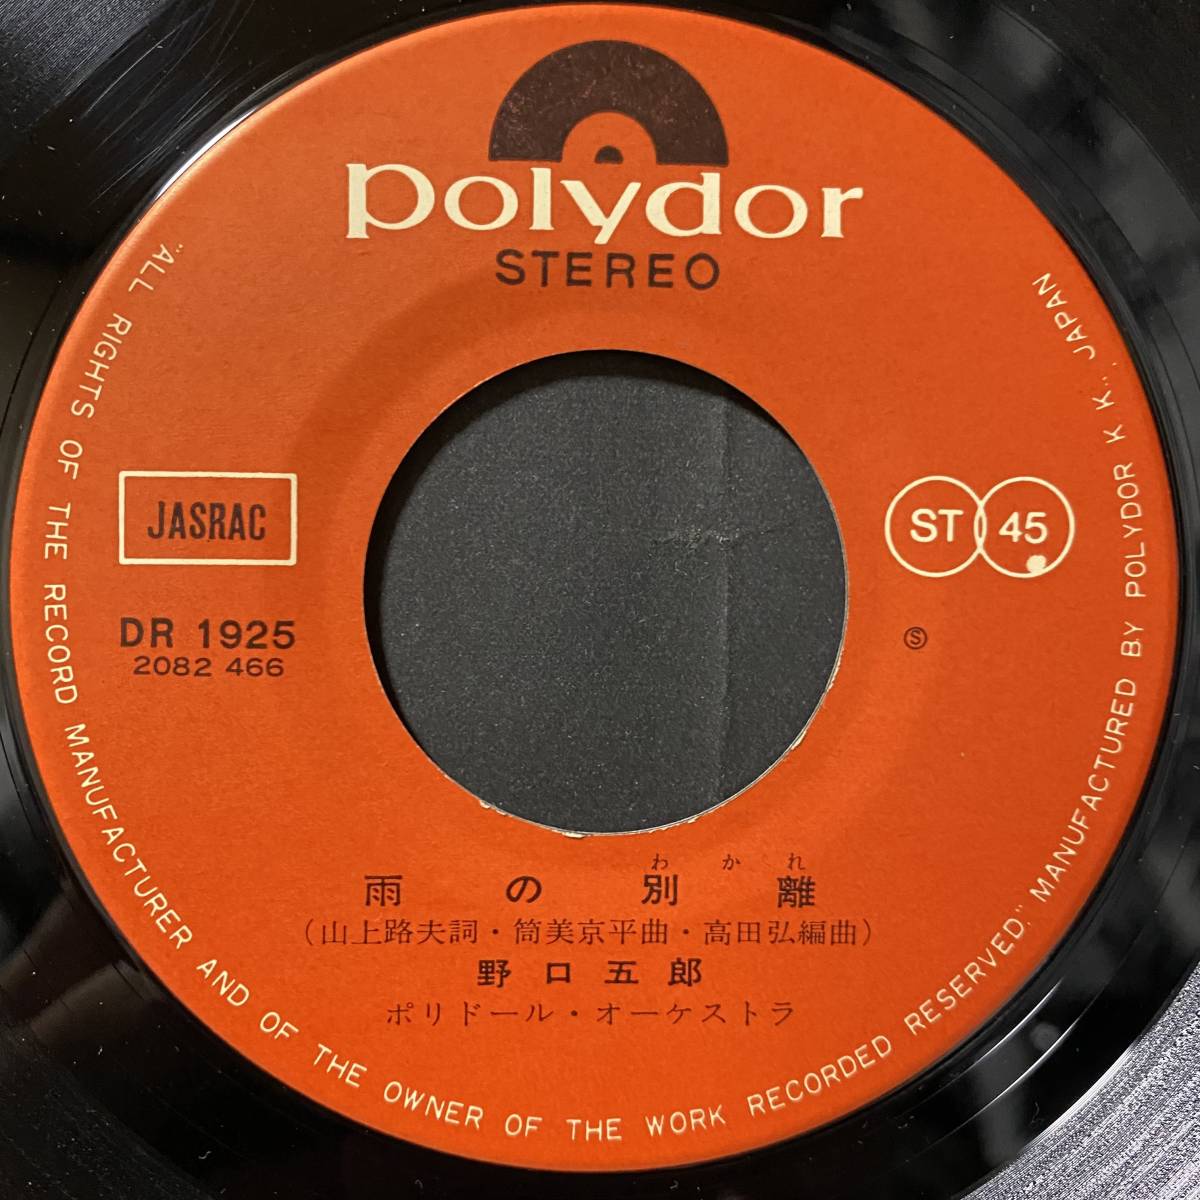 polydor
STEREO
JASRAC
DR 1925
2082 466
ST 45
Ⓢ
わかれ
雨の別離
(山上路夫詞・筒美京平曲・高田弘編曲)
野口五郎
ポリドール・オーケストラ
"ALL RIGHTS OF THE RECORD MANUFACTURER AND OF THE OWNER OF THE WORK RECORDED RESERVED." MANUFACTURED BY POLYDOR K K., JAPAN